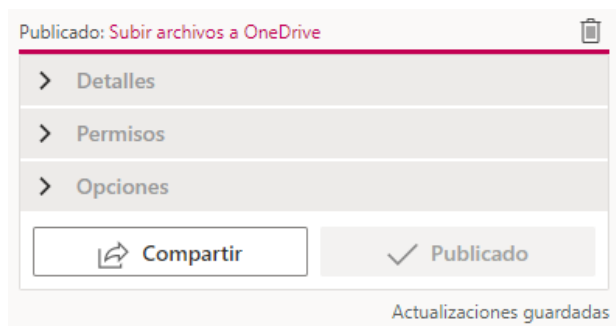 Publicado: Subir archivos a OneDrive
Detalles
Permisos
Opciones
Compartir
Publicado
Actualizaciones guardadas